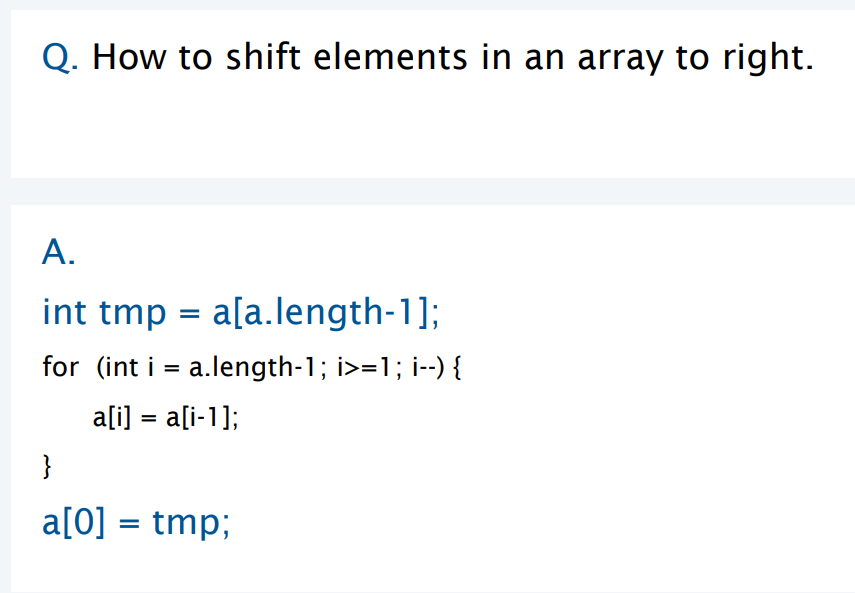 Q. How to shift elements in an array to right.
A.
int tmp = a[a.length-1];
for (int i = a.length-1; i>=1; i--) {
a[i] = a[i-1];
}
a[0] = tmp;